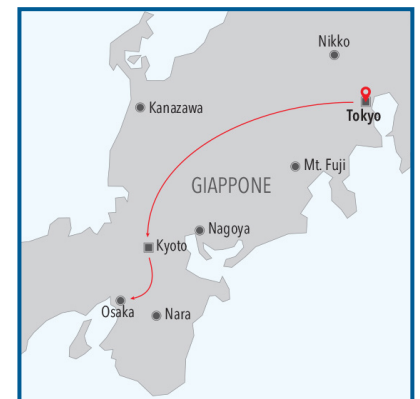 Nikko
Kanazawa
Tokyo
Mt. Fuji
GIAPPONE
Nagoya
Kyoto
Osaka
Nara